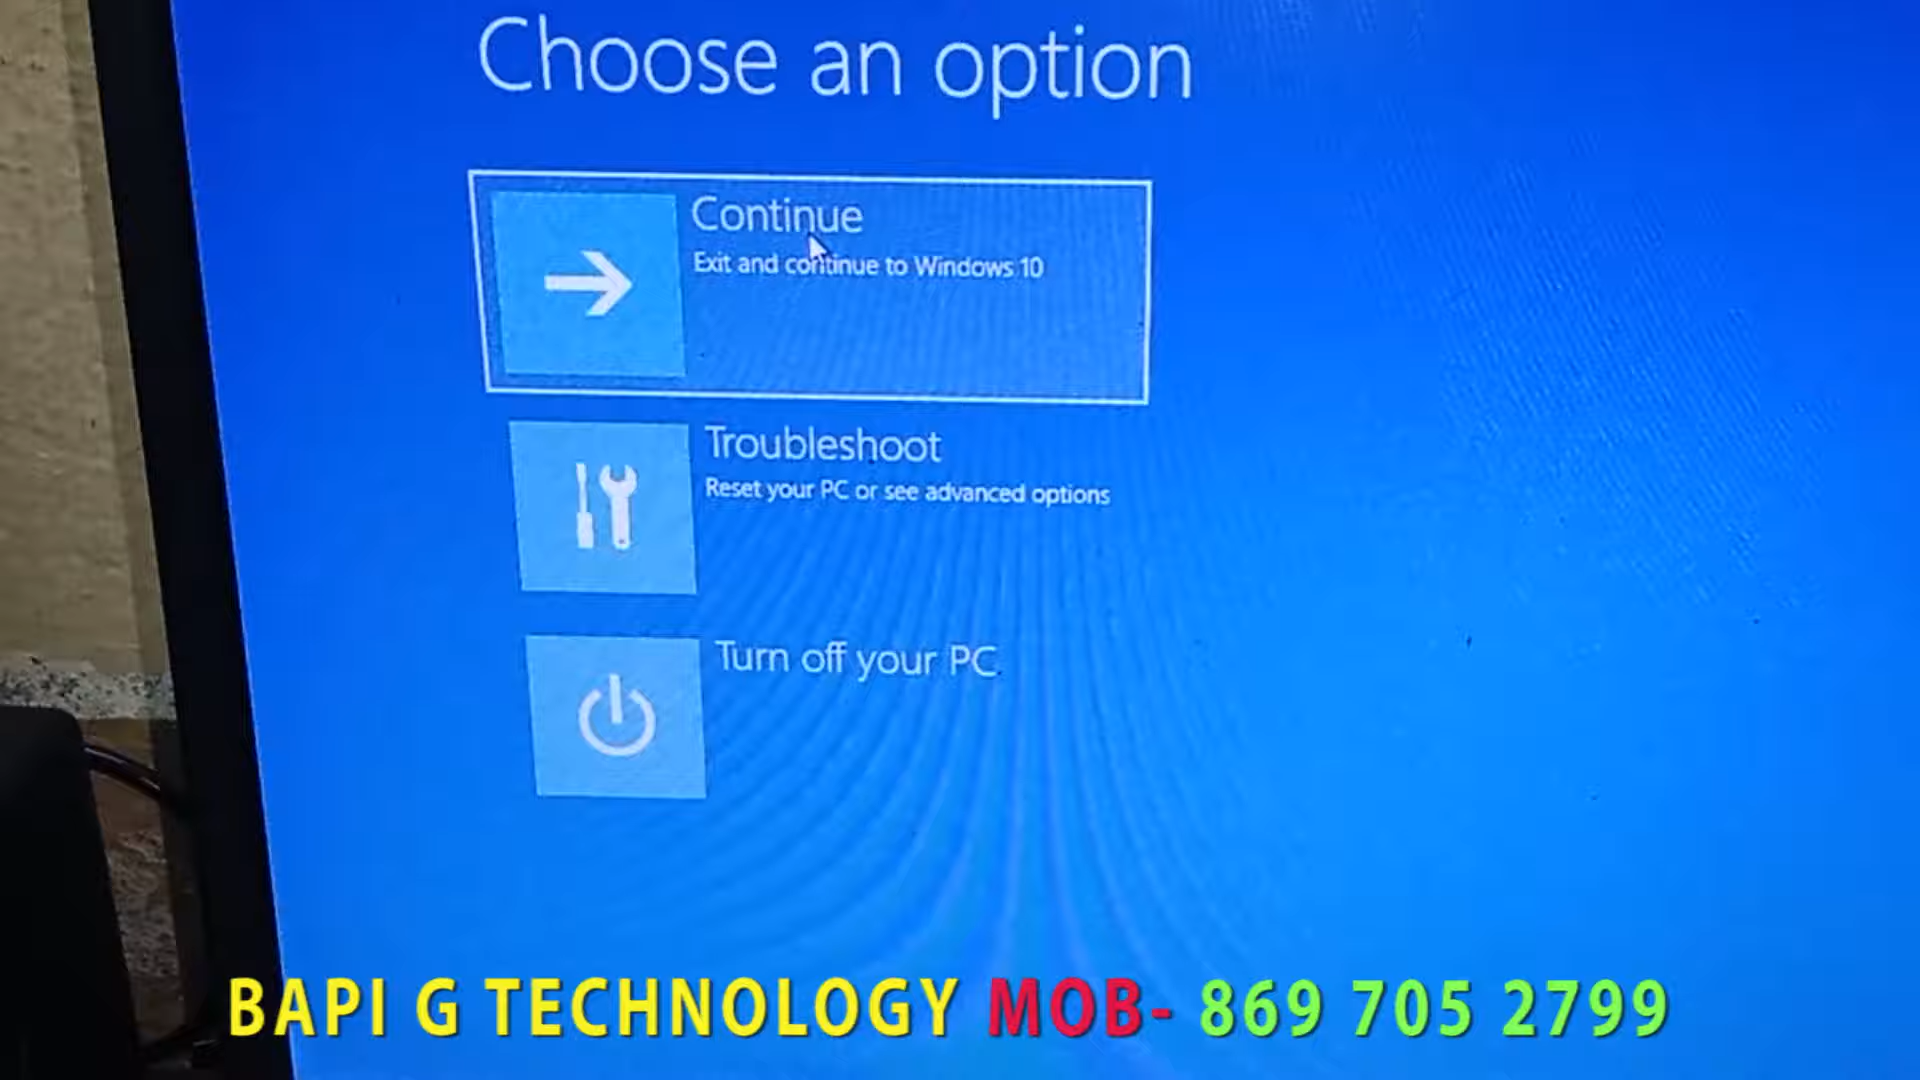 Choose an option
Continue
Exit and continue to Windows 10
Troubleshoot
Reset your PC or see advanced options
Turn off your PC
BAPI G TECHNOLOGY MOB- 869 705 2799